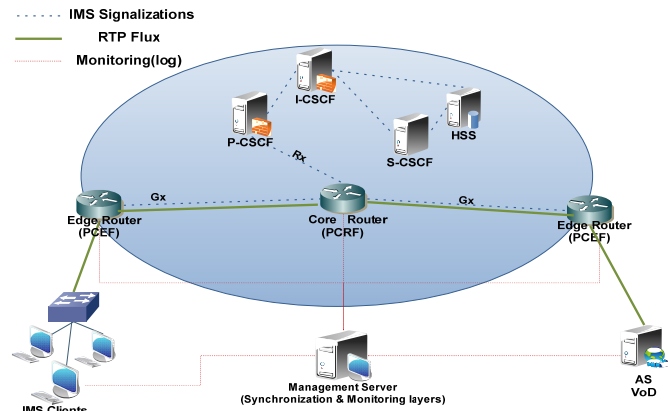 IMS Signalizations
RTP Flux
Monitoring(log)
I-CSCF
P-CSCF
HSS
S-CSCF
Rx
Gx
Gx
Edge Router
(PCEF)
Core Router
(PCRF)
Edge Router
(PCEF)
Management Server
(Synchronization & Monitoring layers)
AS
VoD
IMS Clients